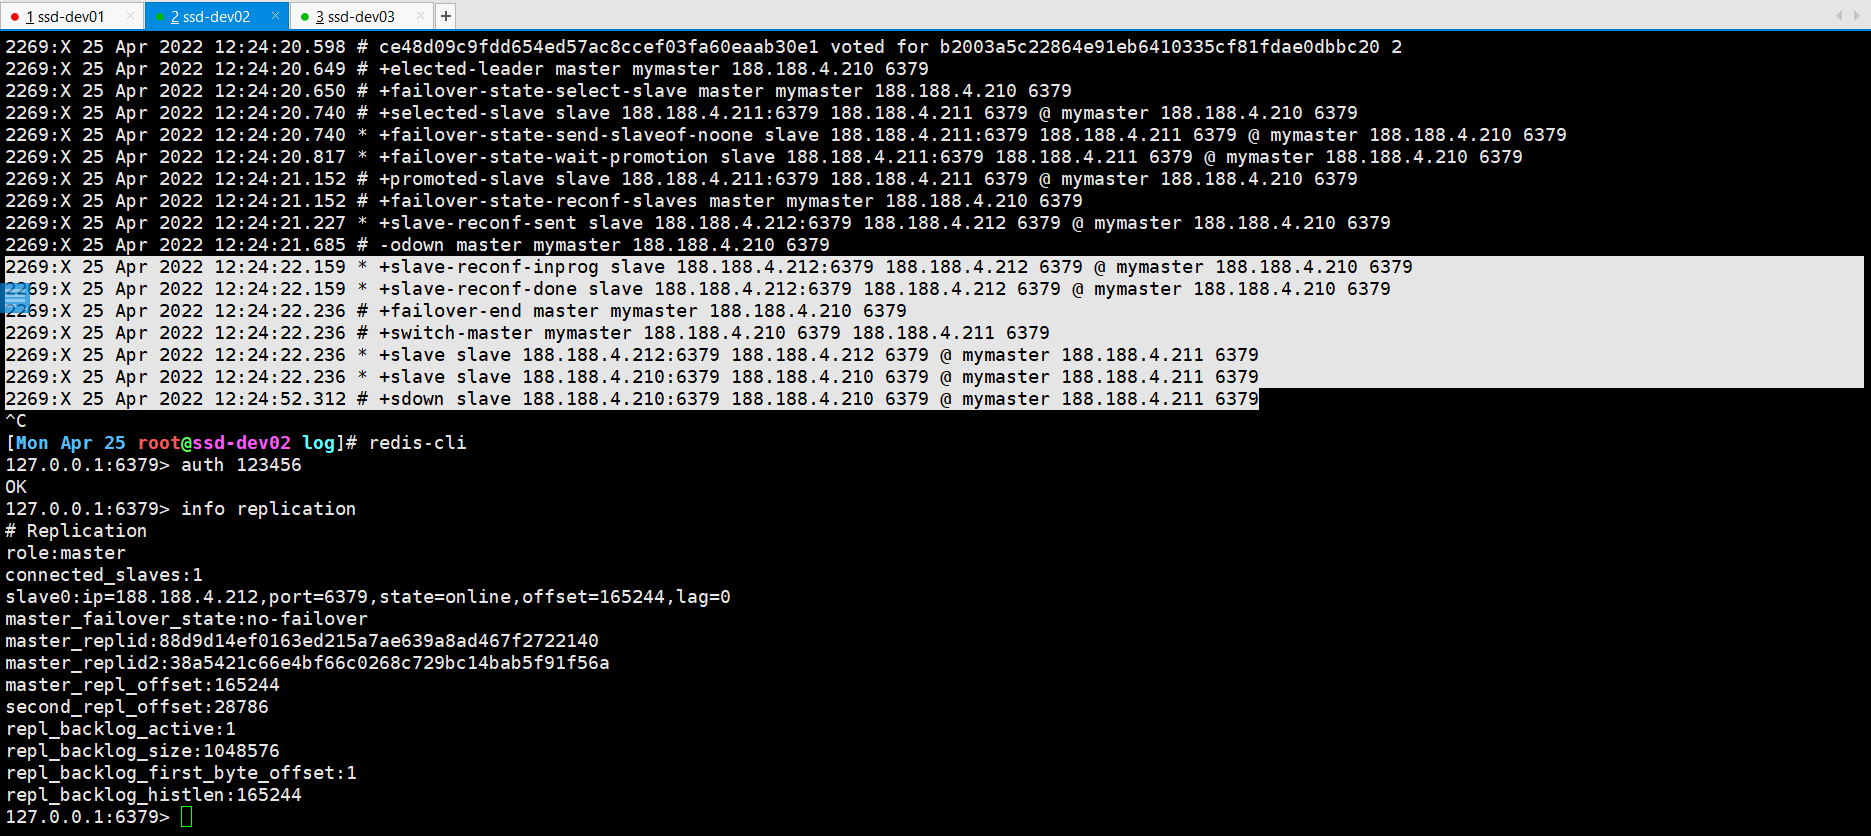 1 ssd-dev01 × 2 ssd-dev02 × 3 ssd-dev03 × +
2269:X 25 Apr 2022 12:24:20.598 # ce48d09c9fdd654ed57ac8ccef03fa60eaab30e1 voted for b2003a5c22864e91eb6410335cf81fdae0dbbc20 2
2269:X 25 Apr 2022 12:24:20.649 # +elected-leader master mymaster 188.188.4.210 6379
2269:X 25 Apr 2022 12:24:20.650 # +failover-state-select-slave master mymaster 188.188.4.210 6379
2269:X 25 Apr 2022 12:24:20.740 # +selected-slave slave 188.188.4.211:6379 188.188.4.211 6379 @ mymaster 188.188.4.210 6379
2269:X 25 Apr 2022 12:24:20.740 * +failover-state-send-slaveof-noone slave 188.188.4.211:6379 188.188.4.211 6379 @ mymaster 188.188.4.210 6379
2269:X 25 Apr 2022 12:24:20.817 * +failover-state-wait-promotion slave 188.188.4.211:6379 188.188.4.211 6379 @ mymaster 188.188.4.210 6379
2269:X 25 Apr 2022 12:24:21.152 # +promoted-slave slave 188.188.4.211:6379 188.188.4.211 6379 @ mymaster 188.188.4.210 6379
2269:X 25 Apr 2022 12:24:21.152 # +failover-state-reconf-slaves master mymaster 188.188.4.210 6379
2269:X 25 Apr 2022 12:24:21.227 * +slave-reconf-sent slave 188.188.4.212:6379 188.188.4.212 6379 @ mymaster 188.188.4.210 6379
2269:X 25 Apr 2022 12:24:21.685 # -odown master mymaster 188.188.4.210 6379
2269:X 25 Apr 2022 12:24:22.159 * +slave-reconf-inprog slave 188.188.4.212:6379 188.188.4.212 6379 @ mymaster 188.188.4.210 6379
2269:X 25 Apr 2022 12:24:22.159 * +slave-reconf-done slave 188.188.4.212:6379 188.188.4.212 6379 @ mymaster 188.188.4.210 6379
2269:X 25 Apr 2022 12:24:22.236 # +failover-end master mymaster 188.188.4.210 6379
2269:X 25 Apr 2022 12:24:22.236 # +switch-master mymaster 188.188.4.210 6379 188.188.4.211 6379
2269:X 25 Apr 2022 12:24:22.236 * +slave slave 188.188.4.212:6379 188.188.4.212 6379 @ mymaster 188.188.4.211 6379
2269:X 25 Apr 2022 12:24:22.236 * +slave slave 188.188.4.210:6379 188.188.4.210 6379 @ mymaster 188.188.4.211 6379
2269:X 25 Apr 2022 12:24:52.312 # +sdown slave 188.188.4.210:6379 188.188.4.210 6379 @ mymaster 188.188.4.211 6379
^C
[Mon Apr 25 root@ssd-dev02 log]# redis-cli
127.0.0.1:6379> auth 123456
OK
127.0.0.1:6379> info replication
# Replication
role:master
connected_slaves:1
slave0:ip=188.188.4.212,port=6379,state=online,offset=165244,lag=0
master_failover_state:no-failover
master_replid:88d9d14ef0163ed215a7ae639a8ad467f2722140
master_replid2:38a5421c66e4bf66c0268c729bc14bab5f91f56a
master_repl_offset:165244
second_repl_offset:28786
repl_backlog_active:1
repl_backlog_size:1048576
repl_backlog_first_byte_offset:1
repl_backlog_histlen:165244
127.0.0.1:6379>